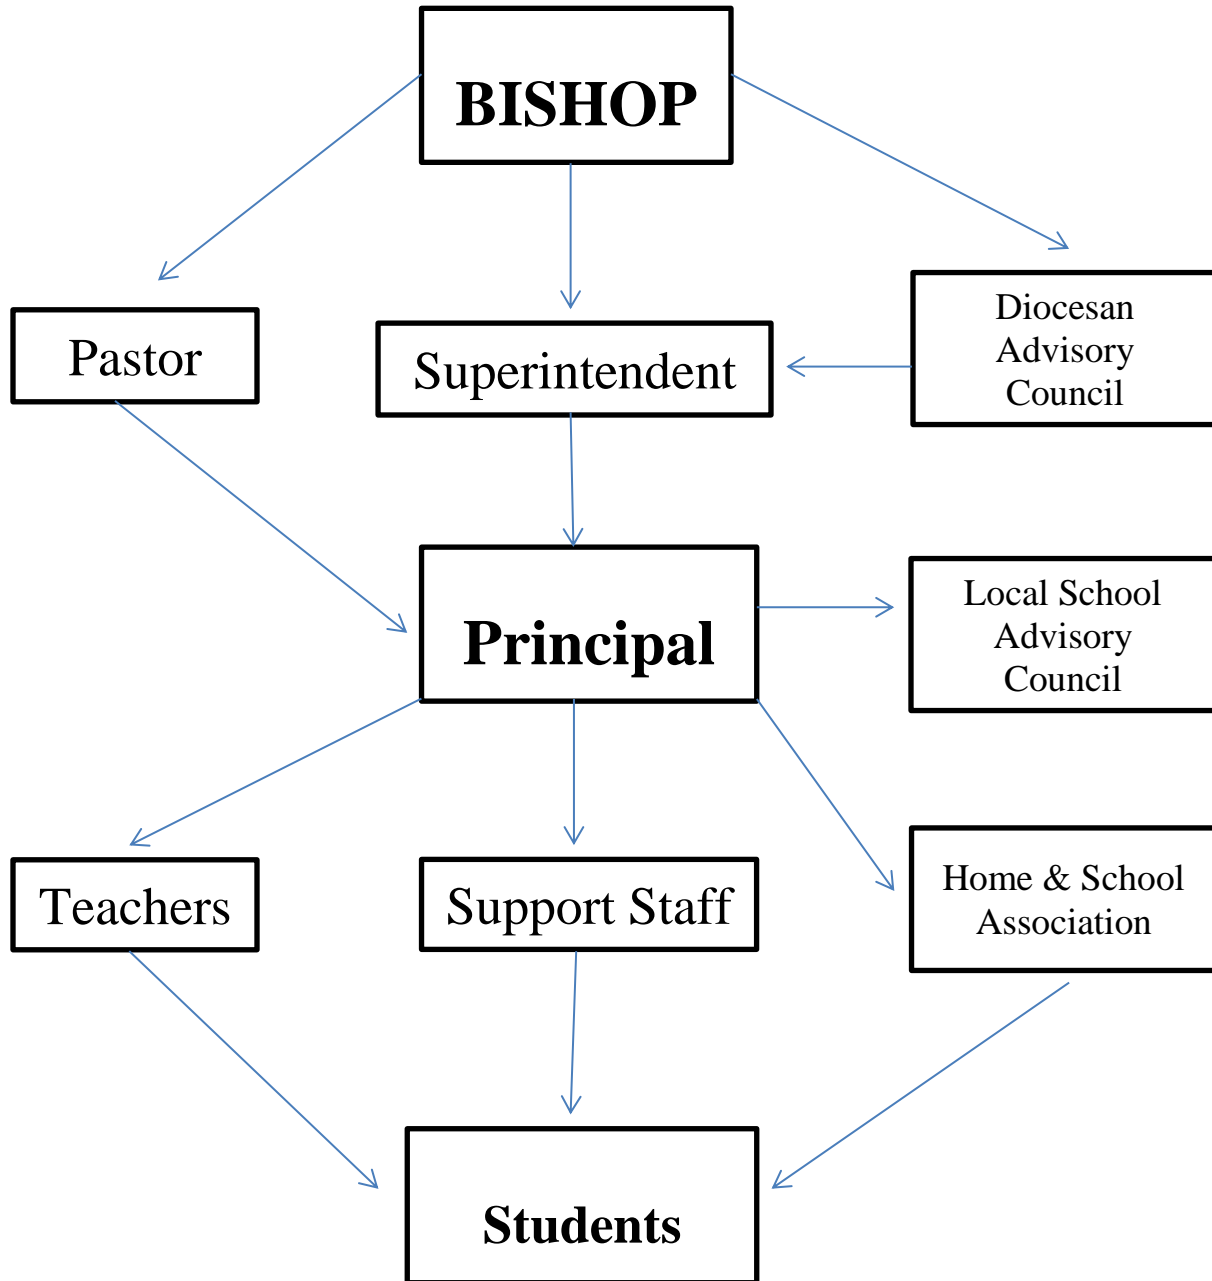 BISHOP
Pastor
Superintendent
Diocesan
Advisory
Council
Principal
Local School
Advisory
Council
Teachers
Support Staff
Home & School
Association
Students